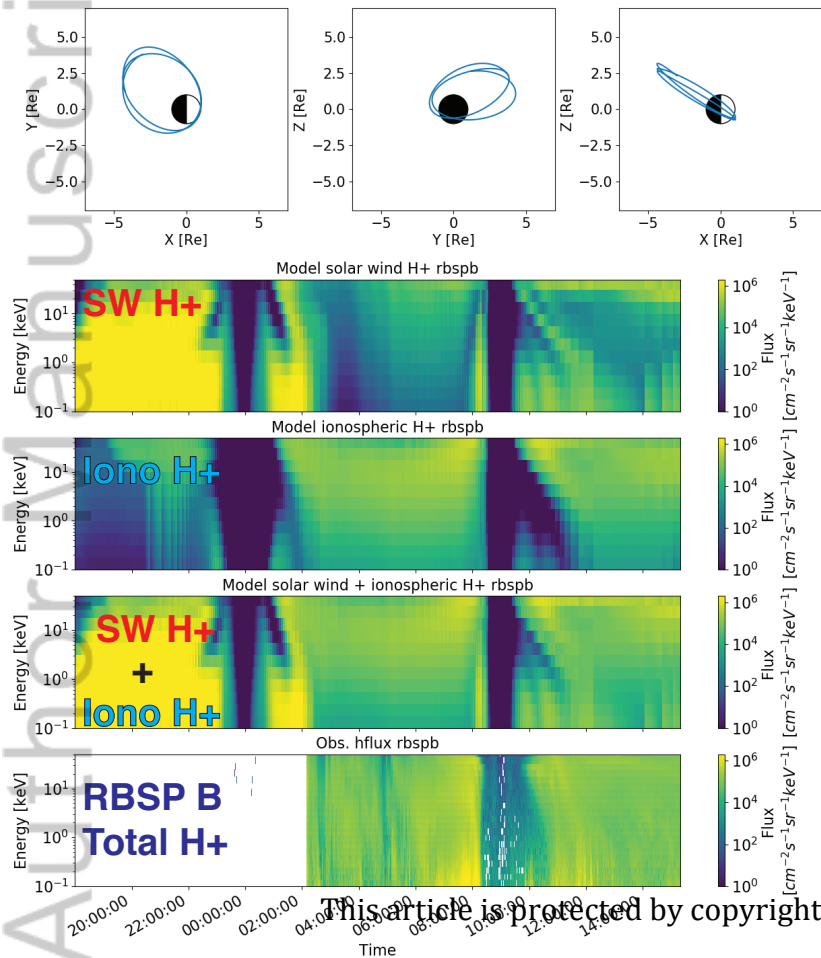 Author Manuscri
5.0
2.5
0.0
−2.5
−5.0
Y [Re]
−5
0
5
X [Re]
5.0
2.5
0.0
−2.5
−5.0
Z [Re]
−5
0
5
Y [Re]
5.0
2.5
0.0
−2.5
−5.0
Z [Re]
−5
0
5
X [Re]
Model solar wind H+ rbspb
SW H+
Energy [keV]
10^1
10^0
10^−1
10^6
10^4
10^2
10^0
Flux
[cm^−2 s^−1 sr^−1 keV^−1]
Model ionospheric H+ rbspb
Iono H+
Energy [keV]
10^1
10^0
10^−1
10^6
10^4
10^2
10^0
Flux
[cm^−2 s^−1 sr^−1 keV^−1]
Model solar wind + ionospheric H+ rbspb
SW H+
+
Iono H+
Energy [keV]
10^1
10^0
10^−1
10^6
10^4
10^2
10^0
Flux
[cm^−2 s^−1 sr^−1 keV^−1]
Obs. hflux rbspb
RBSP B
Total H+
Energy [keV]
10^1
10^0
10^−1
10^6
10^4
10^2
10^0
Flux
[cm^−2 s^−1 sr^−1 keV^−1]
20:00:00
22:00:00
00:00:00
02:00:00
04:00:00
06:00:00
08:00:00
10:00:00
12:00:00
14:00:00
Time
This article is protected by copyright